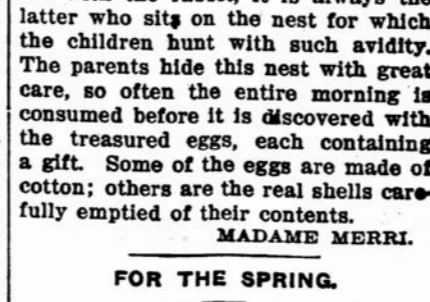 latter who sits on the nest for which
the children hunt with such avidity.
The parents hide this nest with great
care, so often the entire morning is
consumed before it is discovered with
the treasured eggs, each containing
a gift. Some of the eggs are made of
cotton; others are the real shells care-
fully emptied of their contents.
MADAME MERRI.
FOR THE SPRING.